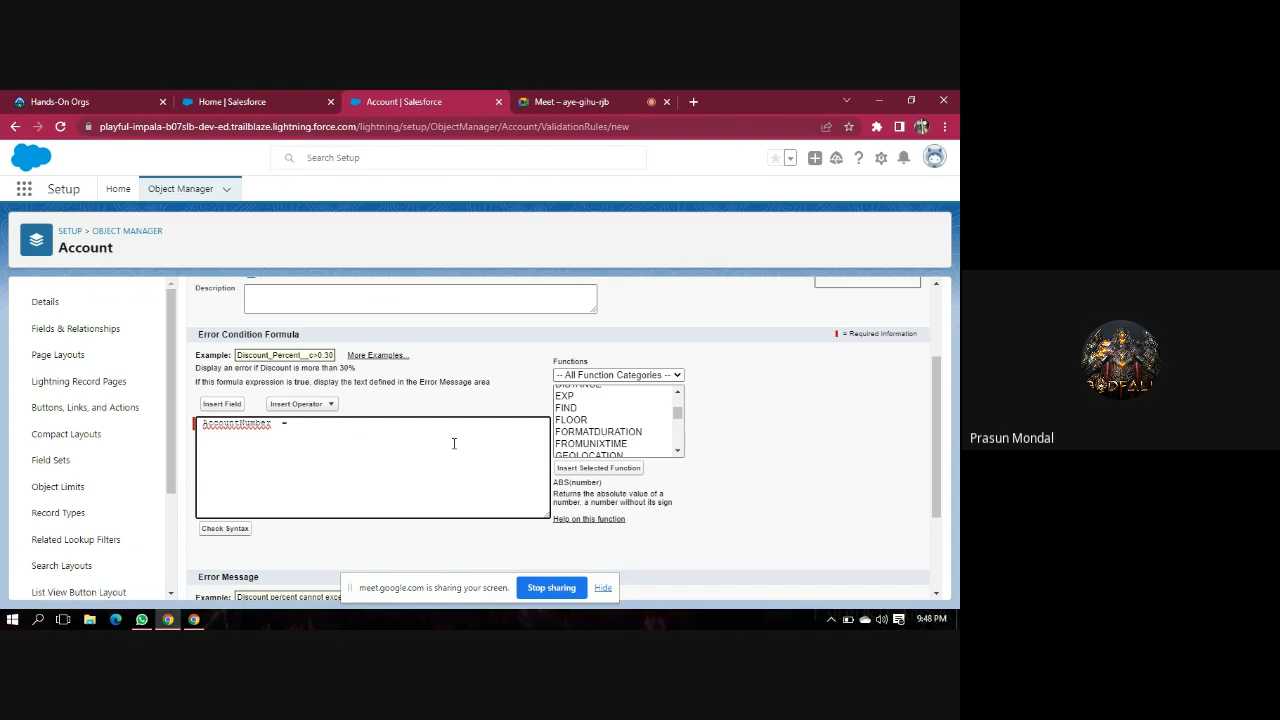 Hands-On Orgs
Home | Salesforce
Account | Salesforce
Meet – aye-gihu-rjb
playful-impala-b07slb-dev-ed.trailblaze.lightning.force.com/lightning/setup/ObjectManager/Account/ValidationRules/new
Search Setup
Setup
Home
Object Manager
SETUP > OBJECT MANAGER
Account
Details
Fields & Relationships
Page Layouts
Lightning Record Pages
Buttons, Links, and Actions
Compact Layouts
Field Sets
Object Limits
Record Types
Related Lookup Filters
Search Layouts
List View Button Layout
Description
Error Condition Formula
= Required Information
Example: Discount_Percent__c>0.30 More Examples...
Display an error if Discount is more than 30%
If this formula expression is true, display the text defined in the Error Message area
Insert Field
Insert Operator
AccountNumber =
Check Syntax
Functions
-- All Function Categories --
DISTANCE
EXP
FIND
FLOOR
FORMATDURATION
FROMUNIXTIME
GEOLOCATION
Insert Selected Function
ABS(number)
Returns the absolute value of a
number, a number without its sign
Help on this function
Error Message
Example: Discount percent cannot exce
meet.google.com is sharing your screen.
Stop sharing
Hide
9:48 PM
GODFALL
Prasun Mondal